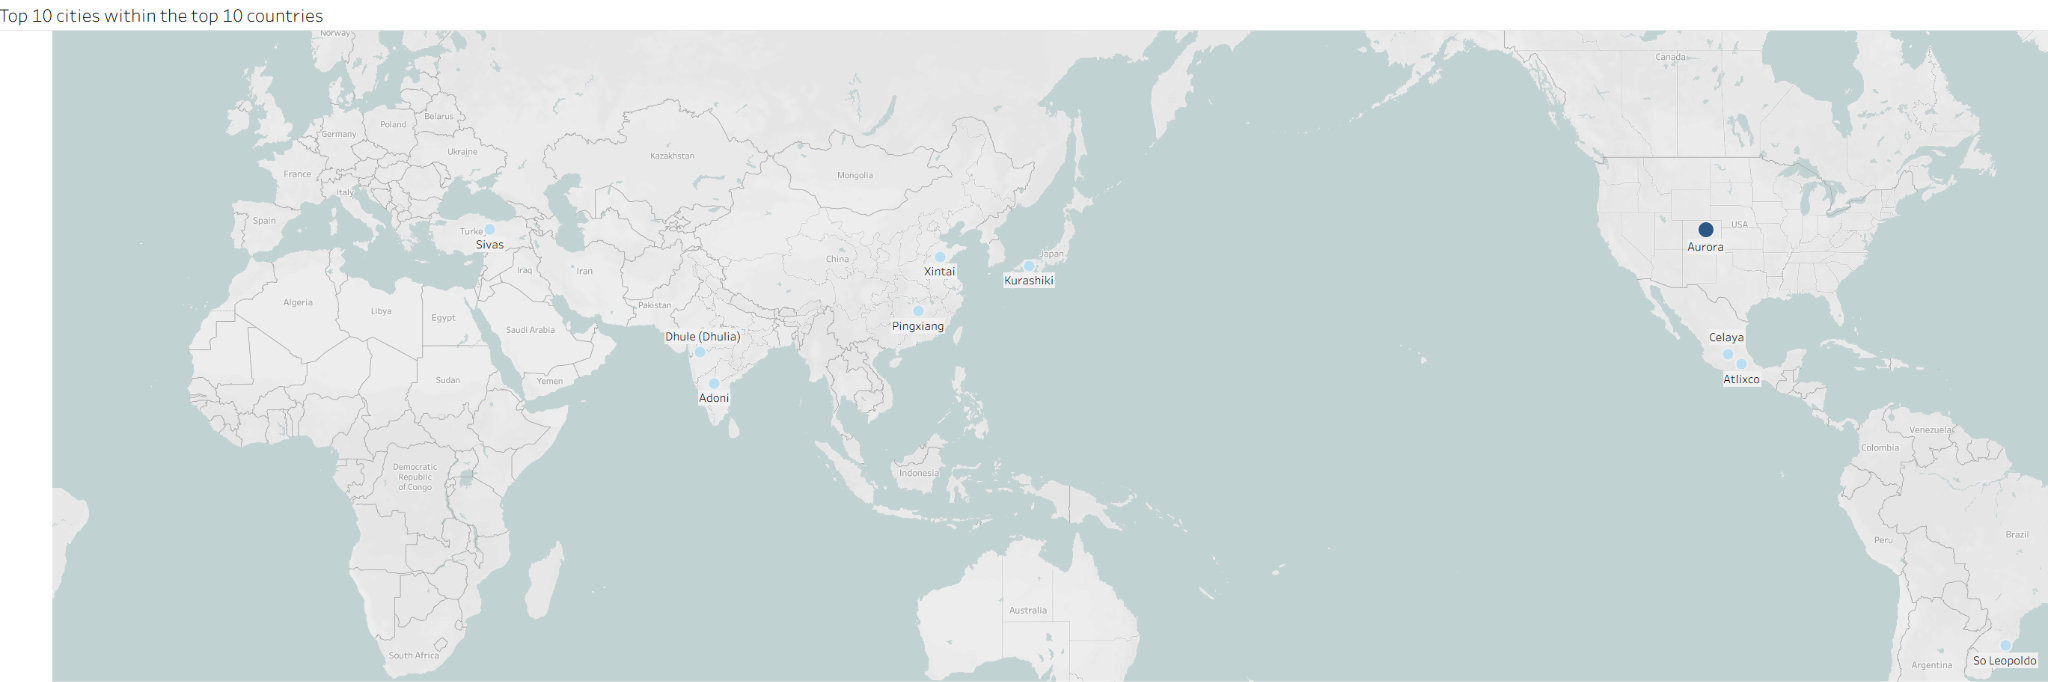 Top 10 cities within the top 10 countries
Norway
Canada
Belarus
Poland
Germany
Ukraine
Kazakhstan
France
Mongolia
Italy
Spain
Turke
Sivas
USA
Aurora
Japan
China
Iran
Iraq
Xintai
Kurashiki
Algeria
Pakistan
Libya
Egypt
Saudi Arabia
Pingxiang
Dhule (Dhulia)
Celaya
Sudan
Yemen
Atlixco
Adoni
Venezuela
Colombia
Democratic
Republic
of Congo
Indonesia
Brazil
Peru
Australia
South Africa
So Leopoldo
Argentina